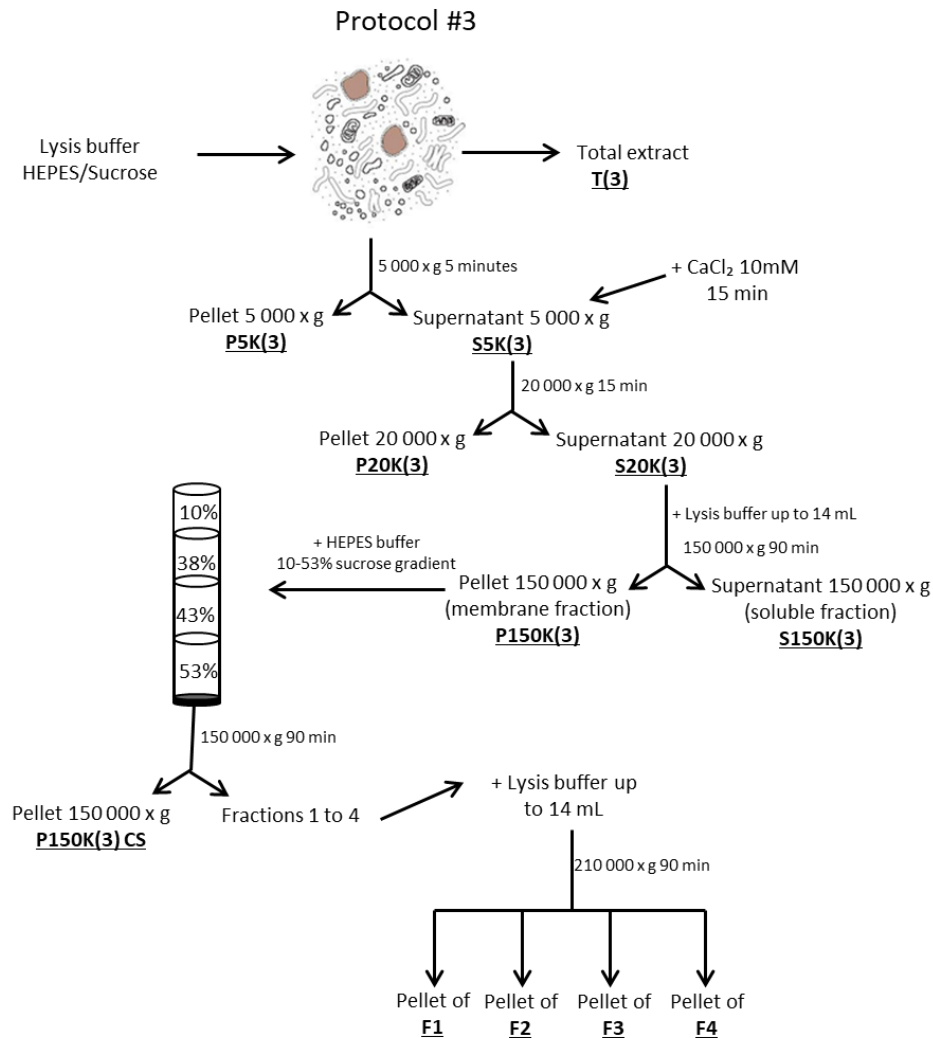 Protocol #3
Lysis buffer
HEPES/Sucrose
Total extract
T(3)
5 000 x g 5 minutes
+ CaCl₂ 10mM
15 min
Pellet 5 000 x g
P5K(3)
Supernatant 5 000 x g
S5K(3)
20 000 x g 15 min
Pellet 20 000 x g
P20K(3)
Supernatant 20 000 x g
S20K(3)
+ Lysis buffer up to 14 mL
150 000 x g 90 min
+ HEPES buffer
10-53% sucrose gradient
Pellet 150 000 x g
(membrane fraction)
P150K(3)
Supernatant 150 000 x g
(soluble fraction)
S150K(3)
10%
38%
43%
53%
150 000 x g 90 min
Pellet 150 000 x g
P150K(3) CS
Fractions 1 to 4
+ Lysis buffer up
to 14 mL
210 000 x g 90 min
Pellet of
F1
Pellet of
F2
Pellet of
F3
Pellet of
F4